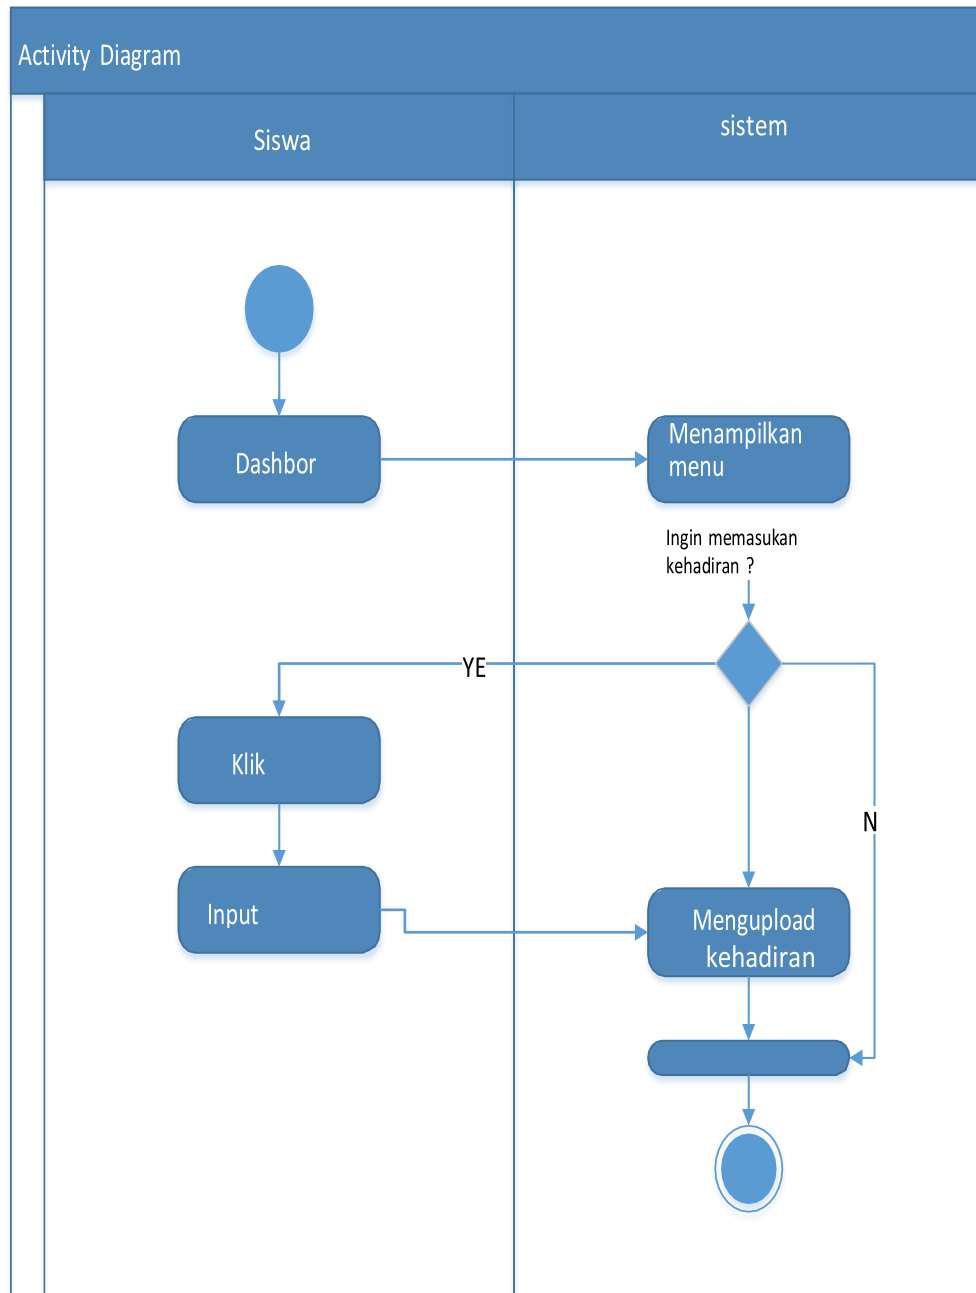 Activity Diagram
Siswa
sistem
Dashbor
Menampilkan
menu
Ingin memasukan
kehadiran ?
YE
Klik
N
Input
Mengupload
kehadiran